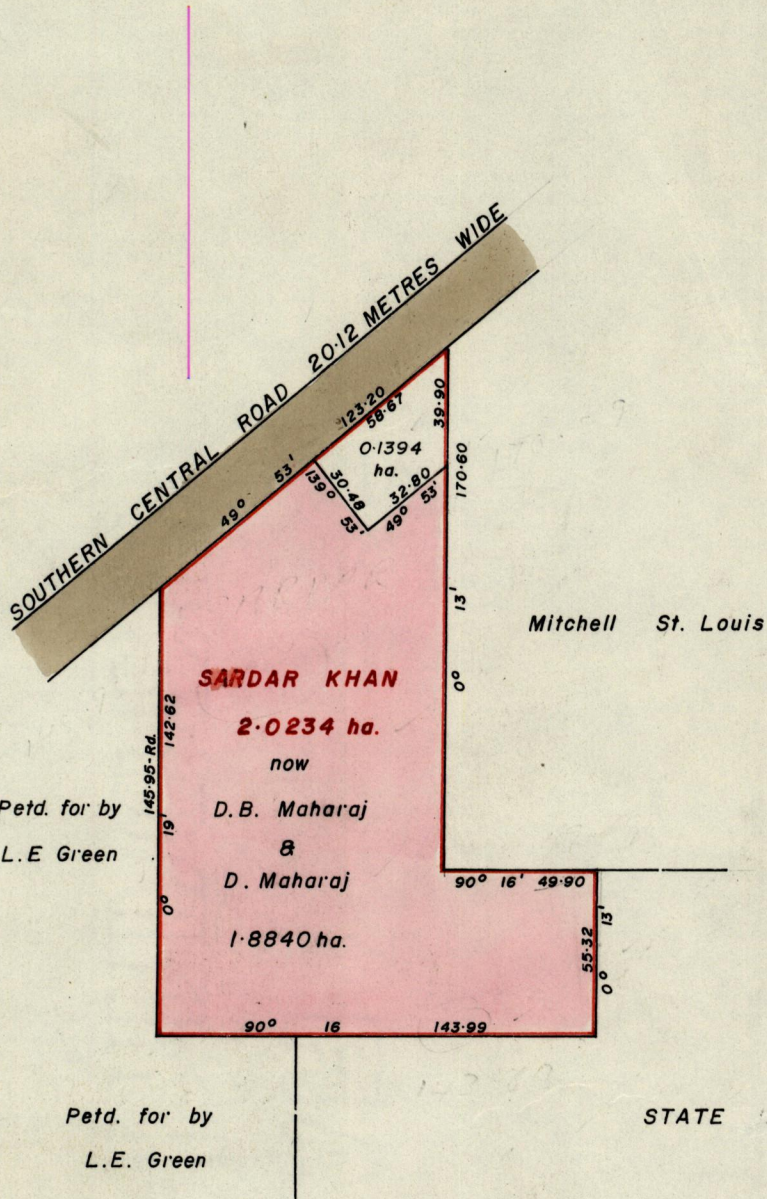 SOUTHERN CENTRAL ROAD 20·12 METRES WIDE
123·20
58·67
49° 53'
39·90
0·1394
ha.
30·48
139° 53'
32·80
49° 53'
170·60
13'
0°
Mitchell St. Louis
SARDAR KHAN
2·0234 ha.
now
D.B. Maharaj
&
D. Maharaj
1·8840 ha.
145·95-Rd.
142·62
19'
0°
Petd. for by
L.E Green
90° 16' 49·90
55·32
13'
0°
90° 16 143·99
Petd. for by
L.E. Green
STATE